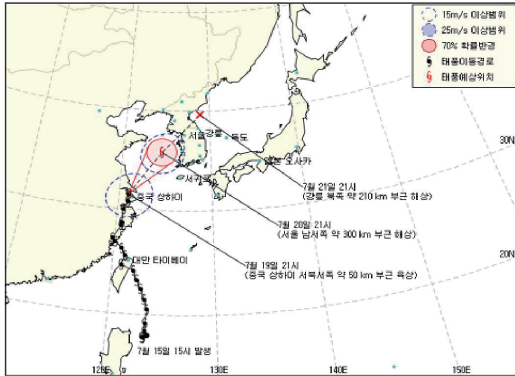 15m/s 이상범위
25m/s 이상범위
70% 확률반경
태풍이동경로
태풍예상위치
서울
강릉
독도
일본 오사카
서귀포
30N
7월 21일 21시
(강릉 북쪽 약 210 km 부근 해상)
중국 상하이
7월 20일 21시
(서울 남서쪽 약 300 km 부근 해상)
대만 타이베이
7월 19일 21시
(중국 상하이 서북서쪽 약 50 km 부근 육상)
20N
7월 15일 15시 발생
125E
130E
140E
150E